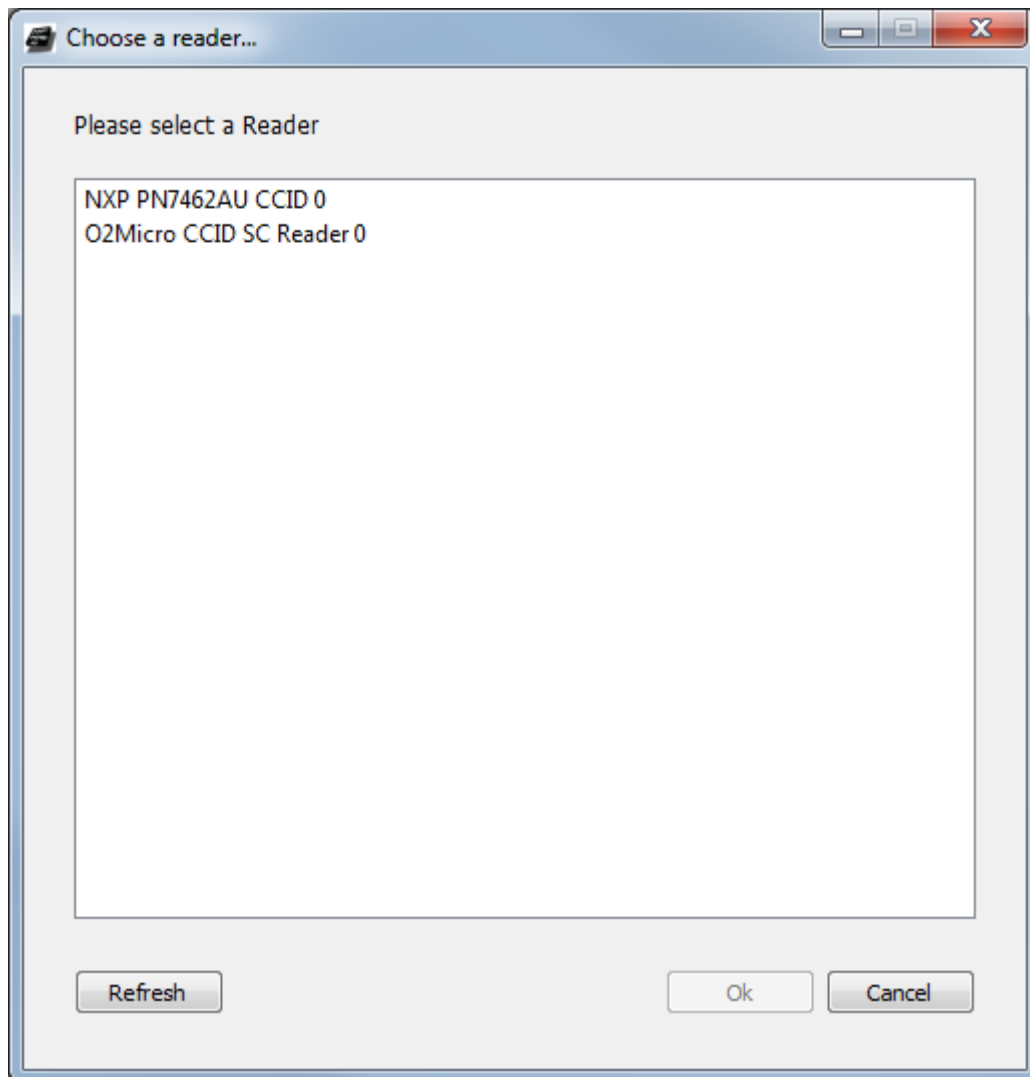 Choose a reader...
Please select a Reader
NXP PN7462AU CCID 0
O2Micro CCID SC Reader 0
Refresh
Ok
Cancel